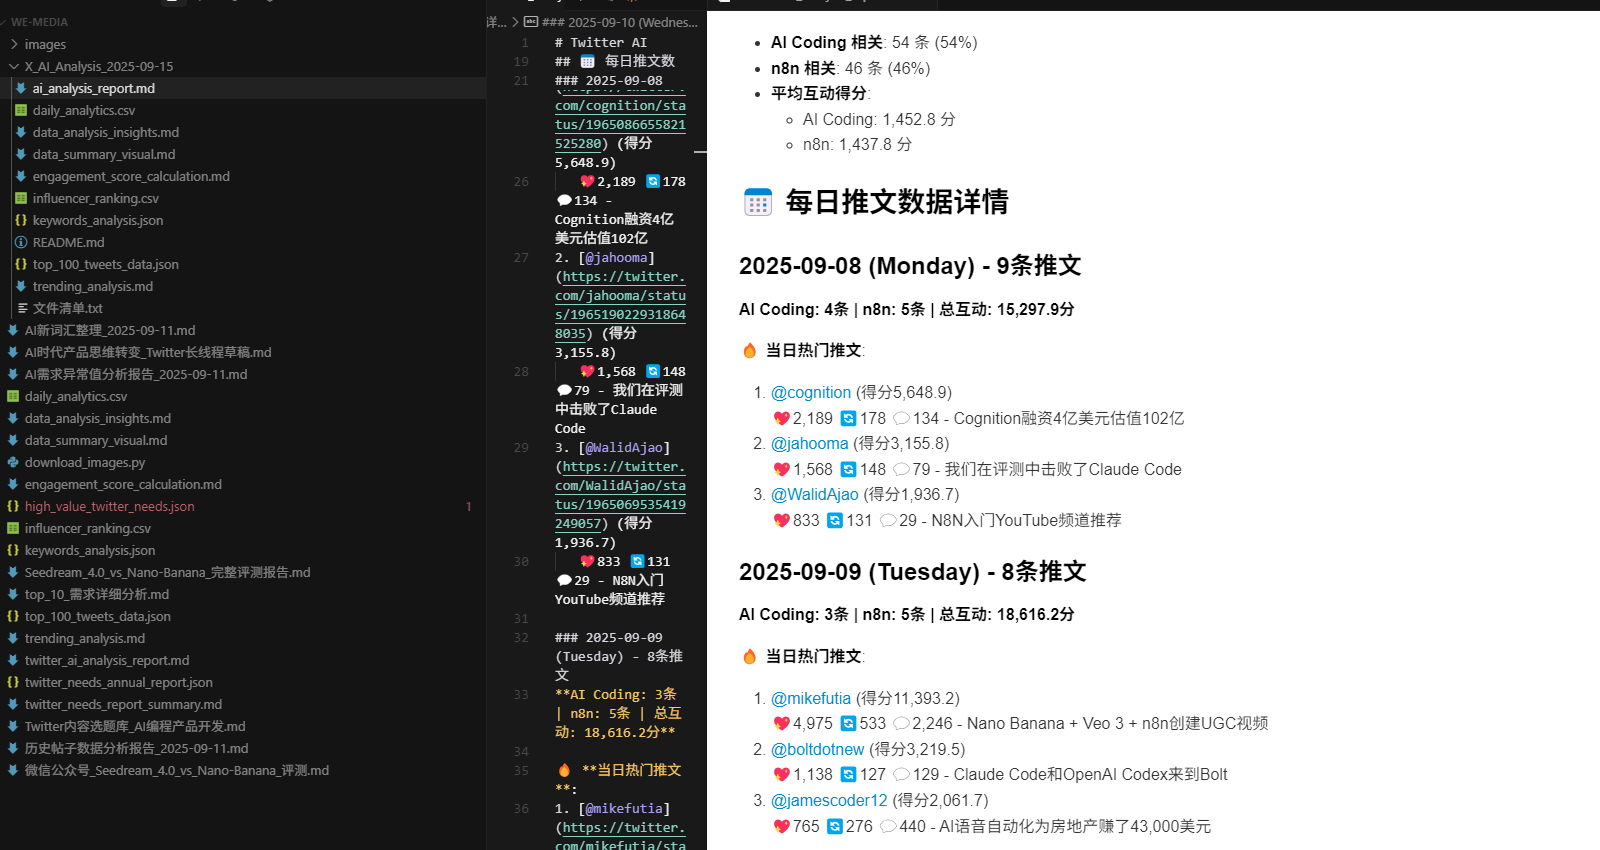 WE-MEDIA
images
X_AI_Analysis_2025-09-15
ai_analysis_report.md
daily_analytics.csv
data_analysis_insights.md
data_summary_visual.md
engagement_score_calculation.md
influencer_ranking.csv
keywords_analysis.json
README.md
top_100_tweets_data.json
trending_analysis.md
文件清单.txt
AI新词汇整理_2025-09-11.md
AI时代产品思维转变_Twitter长线程草稿.md
AI需求异常值分析报告_2025-09-11.md
daily_analytics.csv
data_analysis_insights.md
data_summary_visual.md
download_images.py
engagement_score_calculation.md
high_value_twitter_needs.json 1
influencer_ranking.csv
keywords_analysis.json
Seedream_4.0_vs_Nano-Banana_完整评测报告.md
top_10_需求详细分析.md
top_100_tweets_data.json
trending_analysis.md
twitter_ai_analysis_report.md
twitter_needs_annual_report.json
twitter_needs_report_summary.md
Twitter内容选题库_AI编程产品开发.md
历史帖子数据分析报告_2025-09-11.md
微信公众号_Seedream_4.0_vs_Nano-Banana_评测.md
详... > ### 2025-09-10 (Wednes...
1 # Twitter AI
19 ## 📅 每日推文数
21 ### 2025-09-08
com/cognition/sta
tus/1965086655821
525280) (得分
5,648.9)
26 💖2,189 🔄178
💬134 -
Cognition融资4亿
美元估值102亿
27 2. [@jahooma]
(https://twitter.
com/jahooma/statu
s/196519022931864
8035) (得分
3,155.8)
28 💖1,568 🔄148
💬79 - 我们在评测
中击败了Claude
Code
29 3. [@WalidAjao]
(https://twitter.
com/WalidAjao/sta
tus/1965069535419
249057) (得分
1,936.7)
30 💖833 🔄131
💬29 - N8N入门
YouTube频道推荐
31
32 ### 2025-09-09
(Tuesday) - 8条推
文
33 **AI Coding: 3条
| n8n: 5条 | 总互
动: 18,616.2分**
34
35 🔥 **当日热门推文
**:
36 1. [@mikefutia]
(https://twitter.
com/mikefutia/sta
• AI Coding 相关: 54 条 (54%)
• n8n 相关: 46 条 (46%)
• 平均互动得分:
◦ AI Coding: 1,452.8 分
◦ n8n: 1,437.8 分
📅 每日推文数据详情
2025-09-08 (Monday) - 9条推文
AI Coding: 4条 | n8n: 5条 | 总互动: 15,297.9分
🔥 当日热门推文:
1. @cognition (得分5,648.9)
💖2,189 🔄178 💬134 - Cognition融资4亿美元估值102亿
2. @jahooma (得分3,155.8)
💖1,568 🔄148 💬79 - 我们在评测中击败了Claude Code
3. @WalidAjao (得分1,936.7)
💖833 🔄131 💬29 - N8N入门YouTube频道推荐
2025-09-09 (Tuesday) - 8条推文
AI Coding: 3条 | n8n: 5条 | 总互动: 18,616.2分
🔥 当日热门推文:
1. @mikefutia (得分11,393.2)
💖4,975 🔄533 💬2,246 - Nano Banana + Veo 3 + n8n创建UGC视频
2. @boltdotnew (得分3,219.5)
💖1,138 🔄127 💬129 - Claude Code和OpenAI Codex来到Bolt
3. @jamescoder12 (得分2,061.7)
💖765 🔄276 💬440 - AI语音自动化为房地产赚了43,000美元